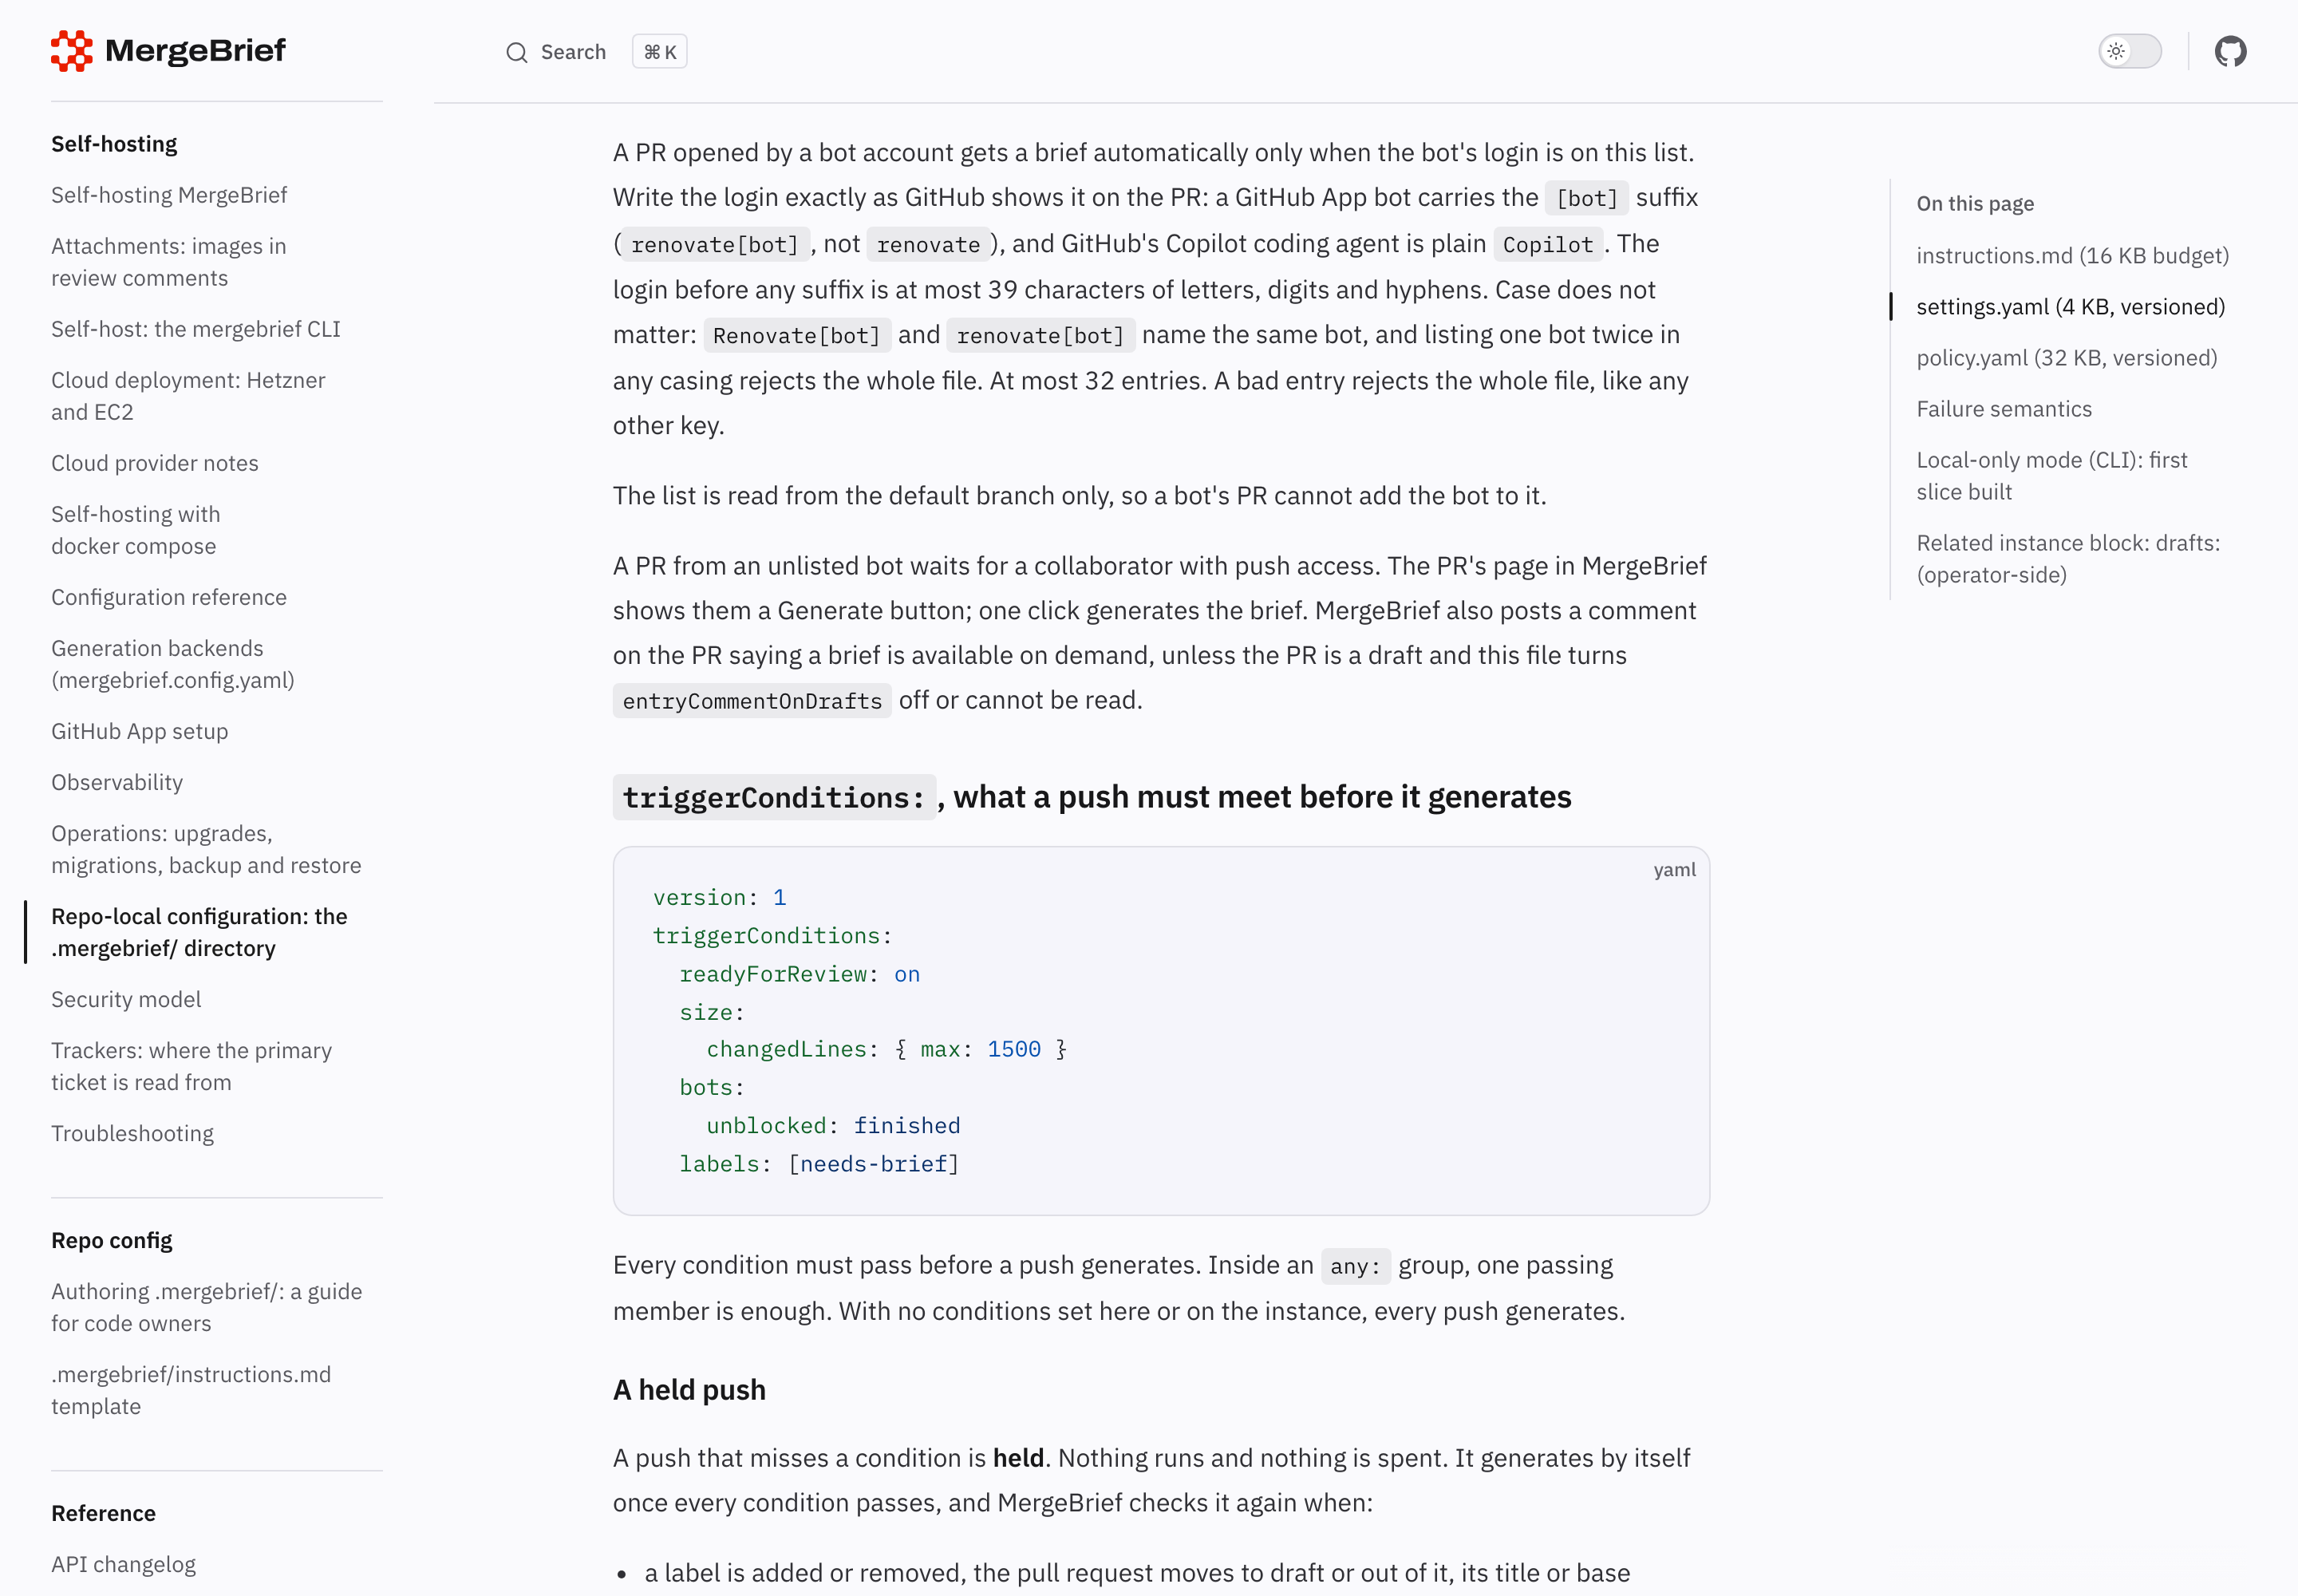 MergeBrief
Search
⌘ K
Self-hosting
Self-hosting MergeBrief
Attachments: images in
review comments
Self-host: the mergebrief CLI
Cloud deployment: Hetzner
and EC2
Cloud provider notes
Self-hosting with
docker compose
Configuration reference
Generation backends
(mergebrief.config.yaml)
GitHub App setup
Observability
Operations: upgrades,
migrations, backup and restore
Repo-local configuration: the
.mergebrief/ directory
Security model
Trackers: where the primary
ticket is read from
Troubleshooting
Repo config
Authoring .mergebrief/: a guide
for code owners
.mergebrief/instructions.md
template
Reference
API changelog
A PR opened by a bot account gets a brief automatically only when the bot's login is on this list.
Write the login exactly as GitHub shows it on the PR: a GitHub App bot carries the [bot] suffix
(renovate[bot], not renovate), and GitHub's Copilot coding agent is plain Copilot. The
login before any suffix is at most 39 characters of letters, digits and hyphens. Case does not
matter: Renovate[bot] and renovate[bot] name the same bot, and listing one bot twice in
any casing rejects the whole file. At most 32 entries. A bad entry rejects the whole file, like any
other key.
The list is read from the default branch only, so a bot's PR cannot add the bot to it.
A PR from an unlisted bot waits for a collaborator with push access. The PR's page in MergeBrief
shows them a Generate button; one click generates the brief. MergeBrief also posts a comment
on the PR saying a brief is available on demand, unless the PR is a draft and this file turns
entryCommentOnDrafts off or cannot be read.
triggerConditions:, what a push must meet before it generates
yaml
version: 1
triggerConditions:
  readyForReview: on
  size:
    changedLines: { max: 1500 }
  bots:
    unblocked: finished
  labels: [needs-brief]
Every condition must pass before a push generates. Inside an any: group, one passing
member is enough. With no conditions set here or on the instance, every push generates.
A held push
A push that misses a condition is held. Nothing runs and nothing is spent. It generates by itself
once every condition passes, and MergeBrief checks it again when:
• a label is added or removed, the pull request moves to draft or out of it, its title or base
On this page
instructions.md (16 KB budget)
settings.yaml (4 KB, versioned)
policy.yaml (32 KB, versioned)
Failure semantics
Local-only mode (CLI): first
slice built
Related instance block: drafts:
(operator-side)